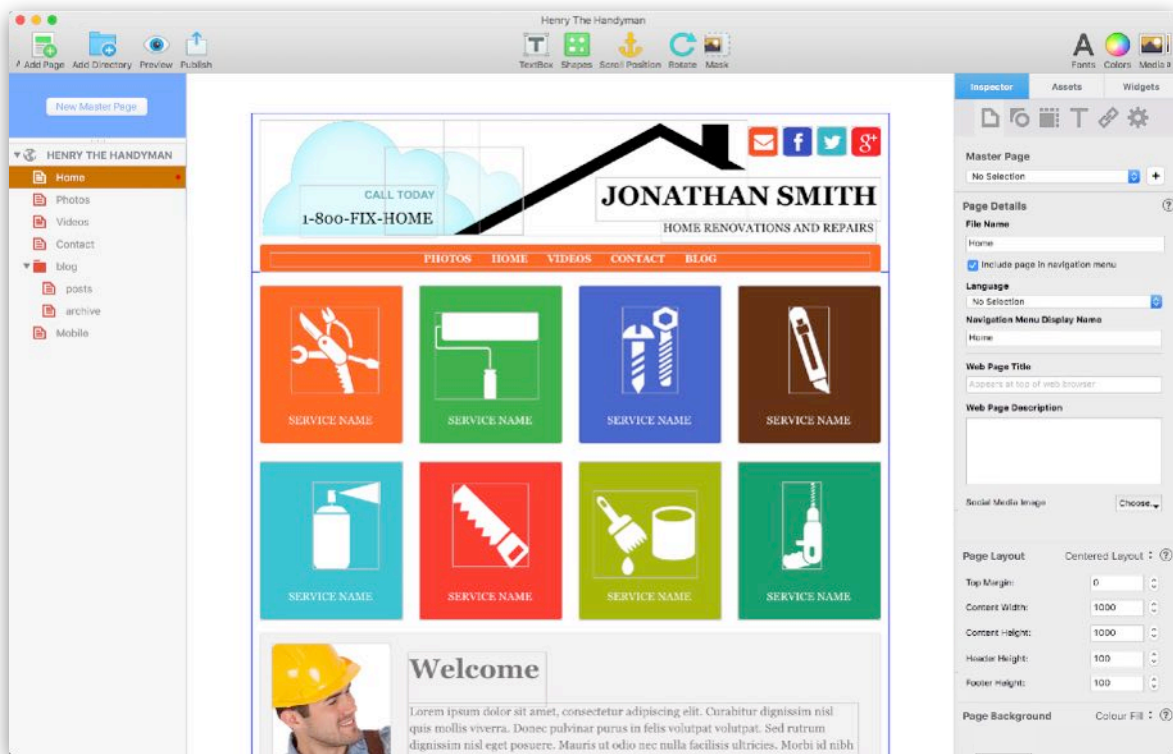 Henry The Handyman
Add Page Add Directory Preview Publish
TextBox Shapes Scroll Position Rotate Mask
Fonts Colors Media
New Master Page
HENRY THE HANDYMAN
Home
Photos
Videos
Contact
blog
posts
archive
Mobile
CALL TODAY
1-800-FIX-HOME
JONATHAN SMITH
HOME RENOVATIONS AND REPAIRS
PHOTOS HOME VIDEOS CONTACT BLOG
SERVICE NAME SERVICE NAME SERVICE NAME SERVICE NAME
SERVICE NAME SERVICE NAME SERVICE NAME SERVICE NAME
Welcome
Lorem ipsum dolor sit amet, consectetur adipiscing elit. Curabitur dignissim nisl
quis mollis viverra. Donec pulvinar purus in felis volutpat volutpat. Sed rutrum
dignissim nisl eget posuere. Mauris ut odio nec nulla facilisis ultricies. Morbi id nibh
Inspector Assets Widgets
Master Page
No Selection
Page Details
File Name
Home
Include page in navigation menu
Language
No Selection
Navigation Menu Display Name
Home
Web Page Title
Appears at top of web browser
Web Page Description
Social Media Image Choose...
Page Layout Centered Layout
Top Margin: 0
Content Width: 1000
Content Height: 1000
Header Height: 100
Footer Height: 100
Page Background Colour Fill